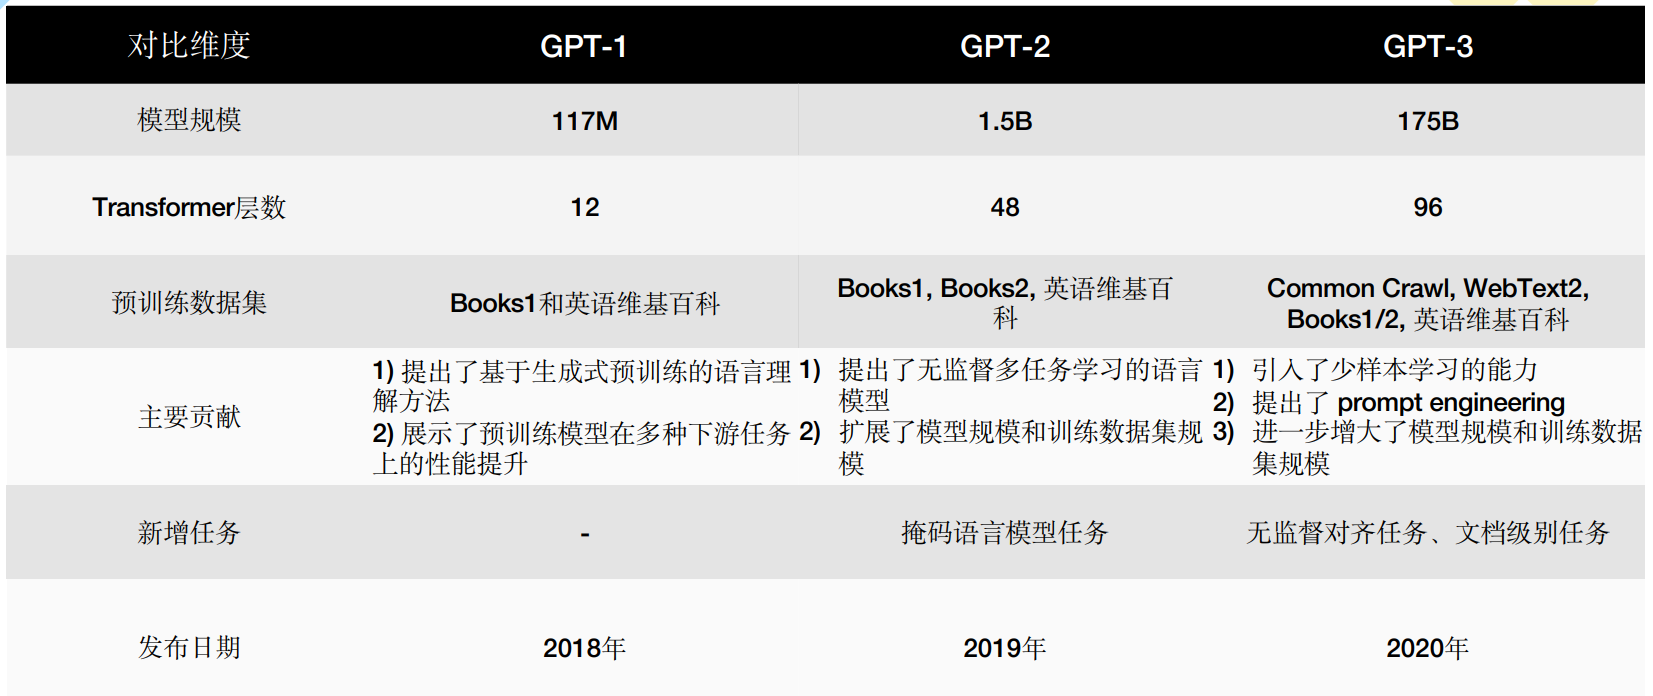 对比维度 GPT-1 GPT-2 GPT-3
模型规模 117M 1.5B 175B
Transformer层数 12 48 96
预训练数据集 Books1和英语维基百科
Books1, Books2, 英语维基百
科
Common Crawl, WebText2,
Books1/2, 英语维基百科
主要贡献
1) 提出了基于生成式预训练的语言理
解方法
2) 展示了预训练模型在多种下游任务
上的性能提升
1) 提出了无监督多任务学习的语言
模型
2) 扩展了模型规模和训练数据集规
模
1) 引入了少样本学习的能力
2) 提出了 prompt engineering
3) 进一步增大了模型规模和训练数据
集规模
新增任务 - 掩码语言模型任务 无监督对齐任务、文档级别任务
发布日期 2018年 2019年 2020年